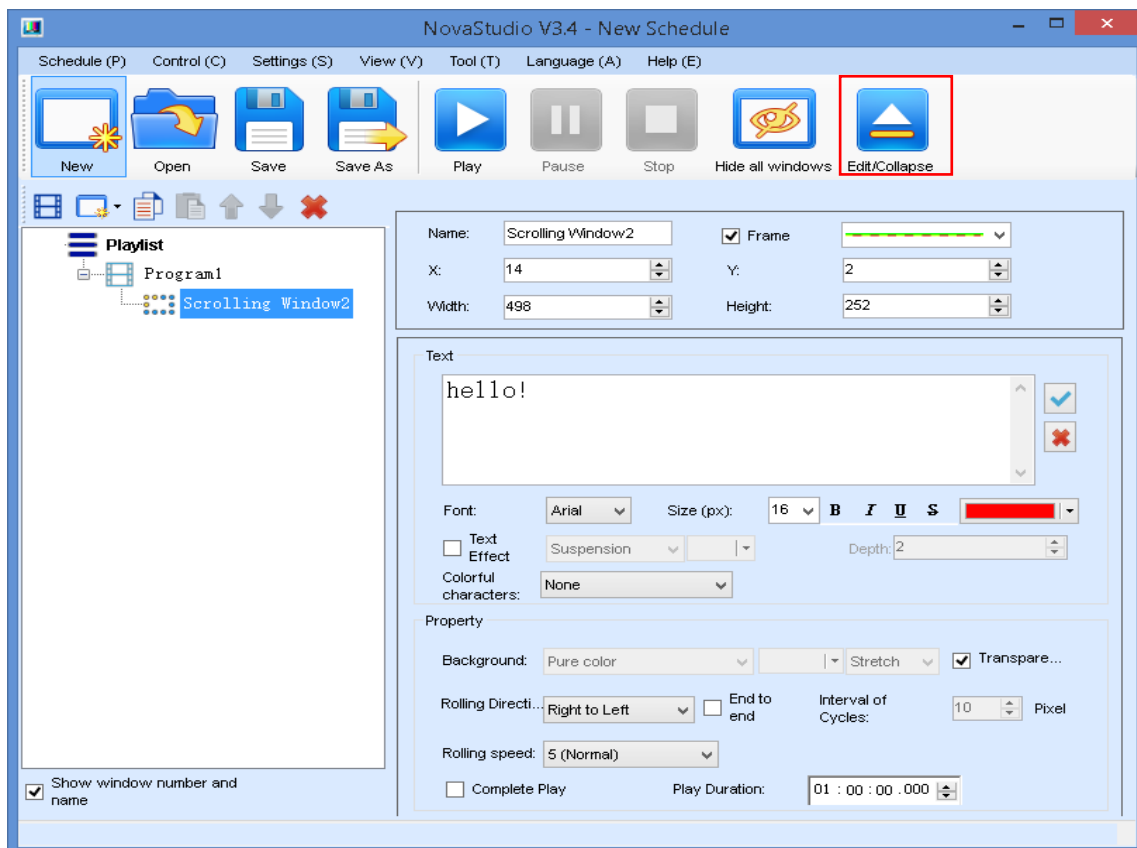 NovaStudio V3.4 - New Schedule
Schedule (P) Control (C) Settings (S) View (V) Tool (T) Language (A) Help (E)
New Open Save Save As Play Pause Stop Hide all windows Edit/Collapse
Playlist
Program1
Scrolling Window2
Show window number and
name
Name: Scrolling Window2 Frame
X: 14 Y: 2
Width: 498 Height: 252
Text
hello!
Font: Arial Size (px): 16 B I U S
Text
Effect Suspension Depth: 2
Colorful
characters: None
Property
Background: Pure color Stretch Transpare...
Rolling Directi... Right to Left End to
end Interval of
Cycles: 10 Pixel
Rolling speed: 5 (Normal)
Complete Play Play Duration: 01 : 00 : 00 .000